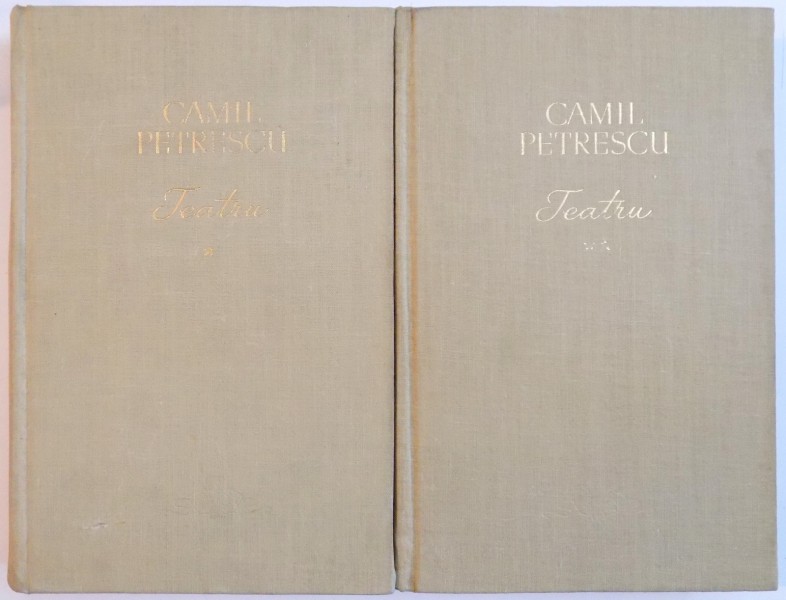 CAMIL
PETRESCU
Teatru
*
CAMIL
PETRESCU
Teatru
**